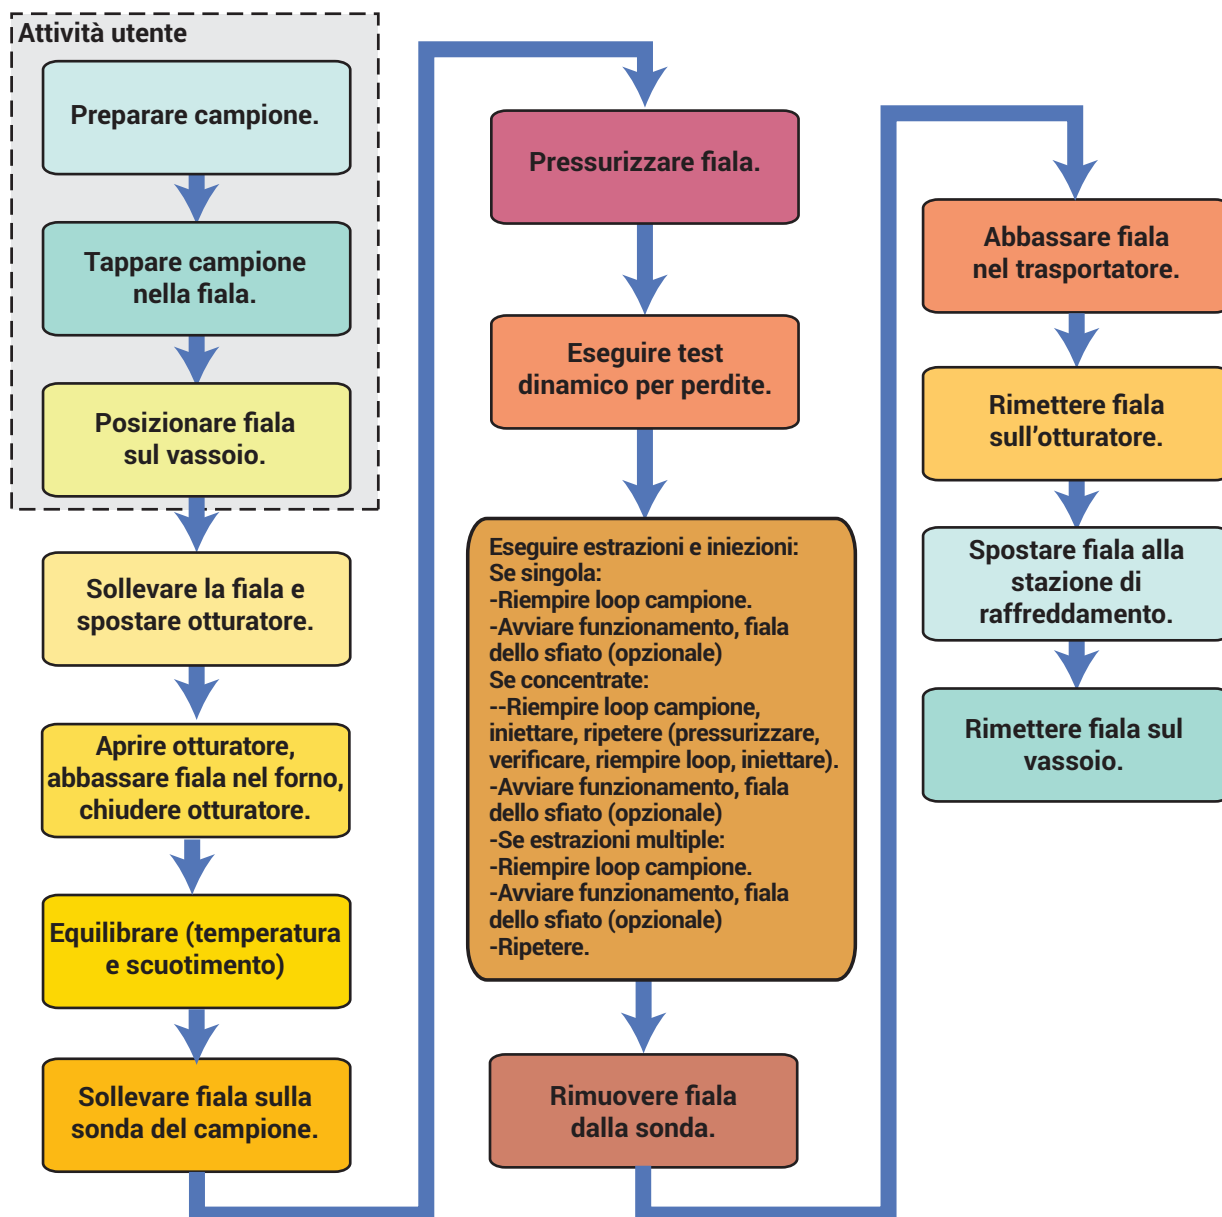 Attività utente
Preparare campione.
Tappare campione
nella fiala.
Posizionare fiala
sul vassoio.
Sollevare la fiala e
spostare otturatore.
Aprire otturatore,
abbassare fiala nel forno,
chiudere otturatore.
Equilibrare (temperatura
e scuotimento)
Sollevare fiala sulla
sonda del campione.
Pressurizzare fiala.
Eseguire test
dinamico per perdite.
Eseguire estrazioni e iniezioni:
Se singola:
-Riempire loop campione.
-Avviare funzionamento, fiala
dello sfiato (opzionale)
Se concentrate:
--Riempire loop campione,
iniettare, ripetere (pressurizzare,
verificare, riempire loop, iniettare).
-Avviare funzionamento, fiala
dello sfiato (opzionale)
-Se estrazioni multiple:
-Riempire loop campione.
-Avviare funzionamento, fiala
dello sfiato (opzionale)
-Ripetere.
Rimuovere fiala
dalla sonda.
Abbassare fiala
nel trasportatore.
Rimettere fiala
sull’otturatore.
Spostare fiala alla
stazione di
raffreddamento.
Rimettere fiala sul
vassoio.